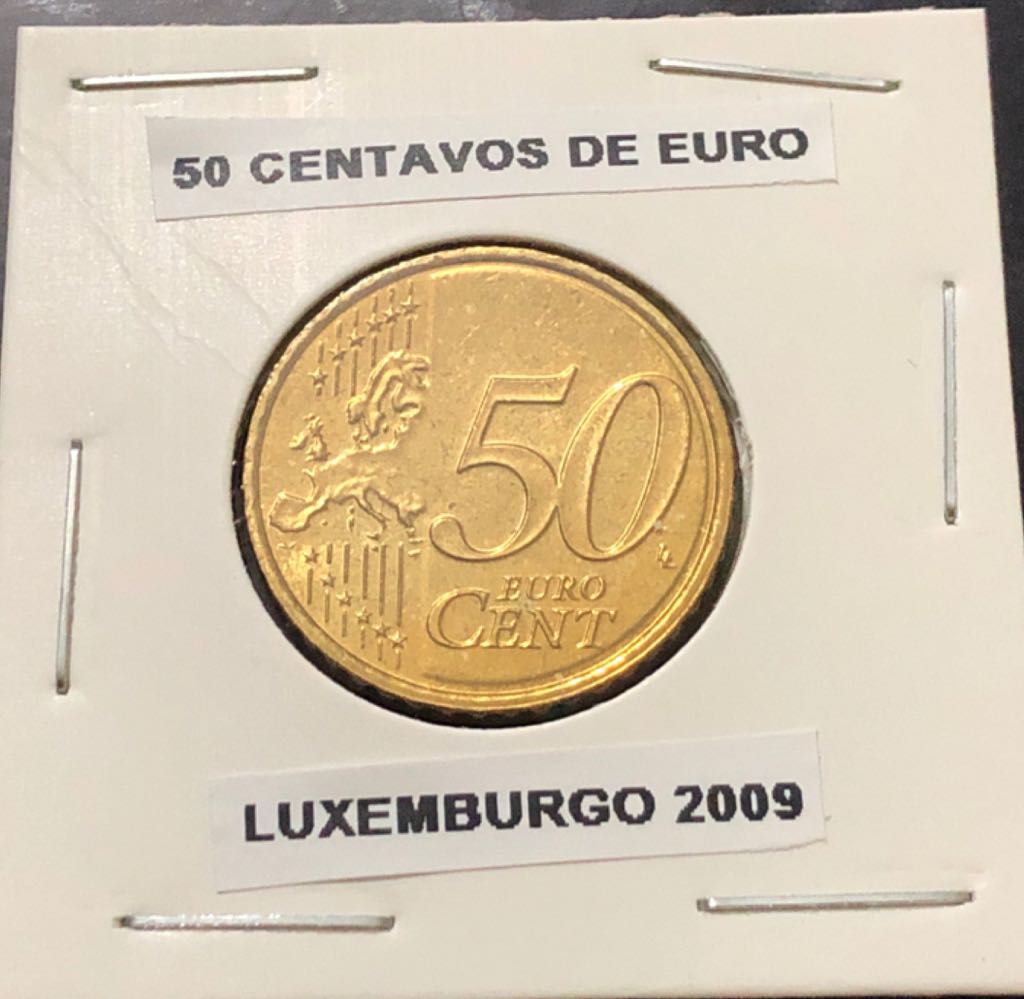 50 CENTAVOS DE EURO
50
EURO
CENT
LUXEMBURGO 2009